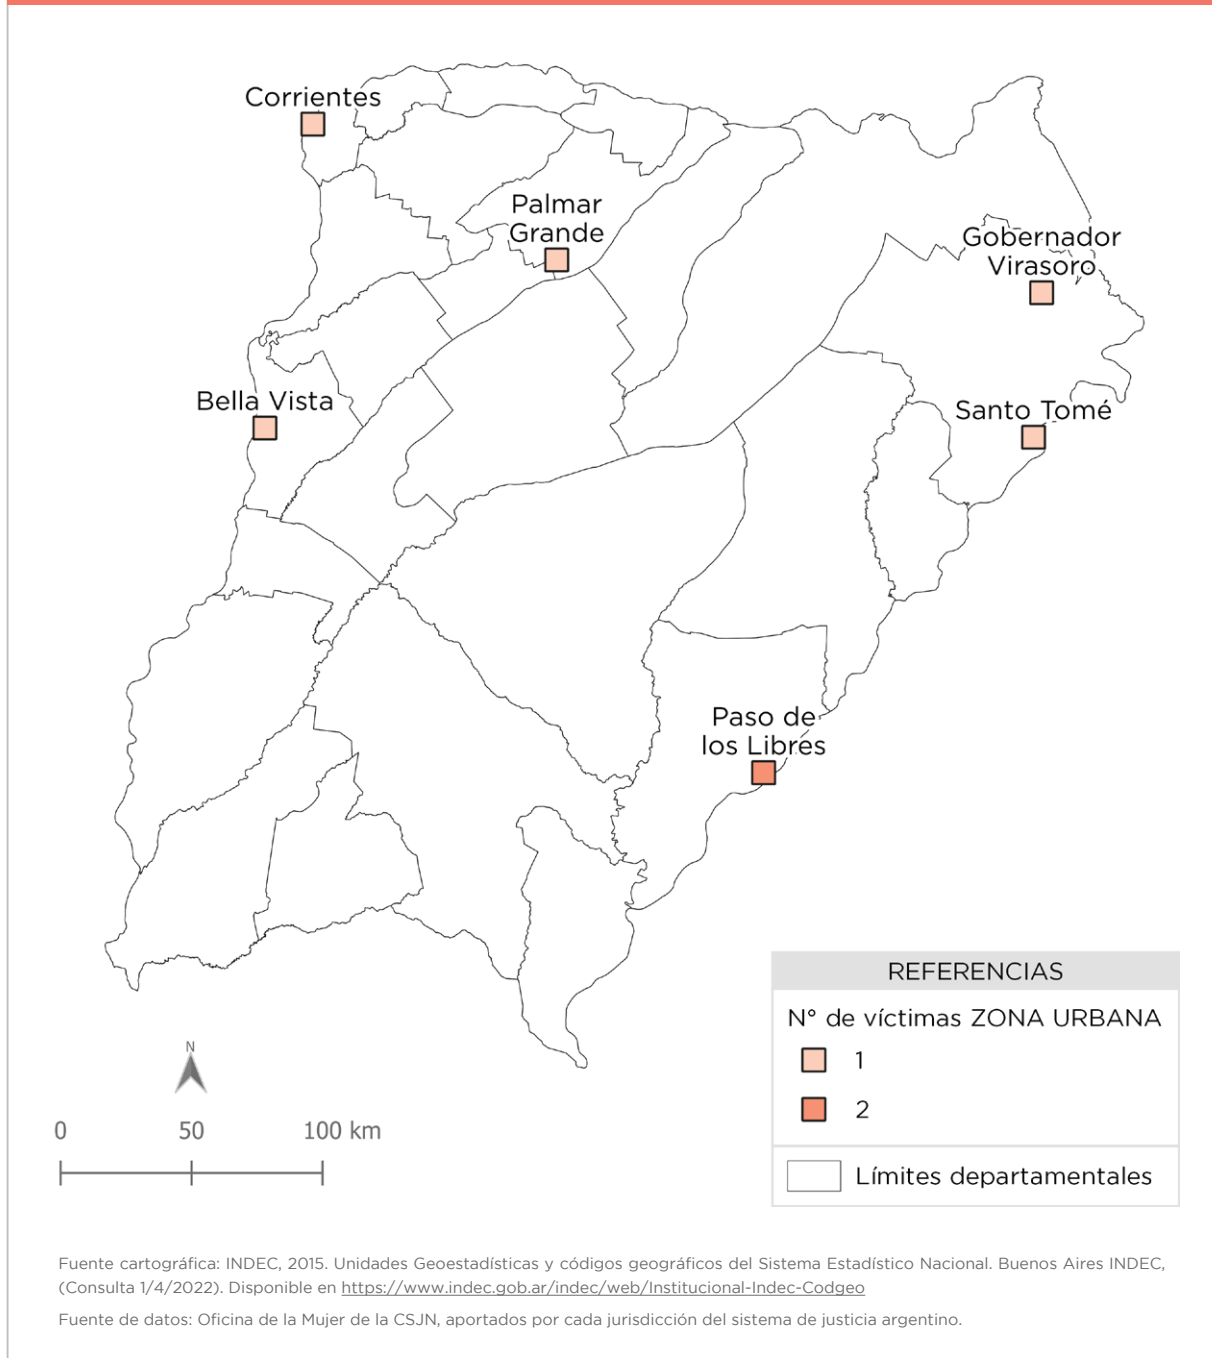 Corrientes
Palmar
Grande
Gobernador
Virasoro
Bella Vista
Santo Tomé
Paso de
los Libres
REFERENCIAS
N° de víctimas ZONA URBANA
1
2
Límites departamentales
N
0 50 100 km
Fuente cartográfica: INDEC, 2015. Unidades Geoestadísticas y códigos geográficos del Sistema Estadístico Nacional. Buenos Aires INDEC,
(Consulta 1/4/2022). Disponible en https://www.indec.gob.ar/indec/web/Institucional-Indec-Codgeo
Fuente de datos: Oficina de la Mujer de la CSJN, aportados por cada jurisdicción del sistema de justicia argentino.